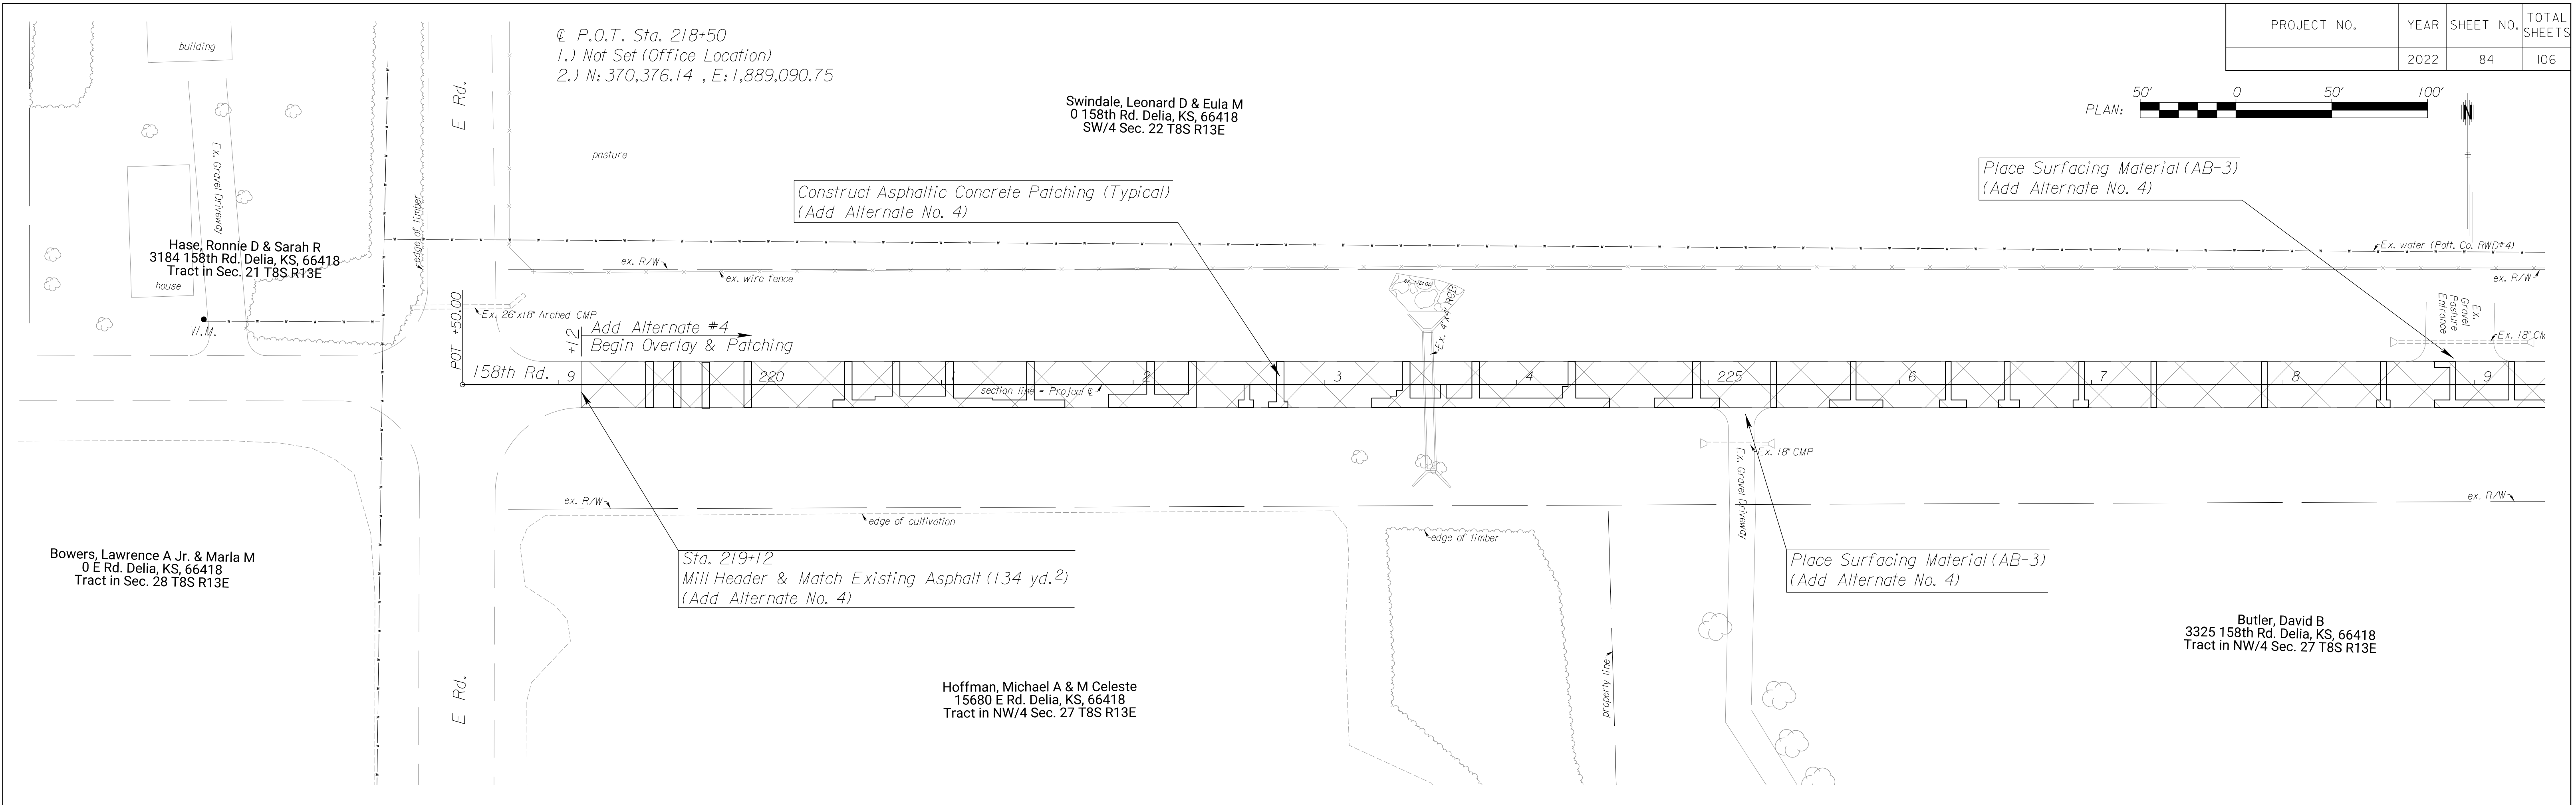 PROJECT NO.
YEAR
SHEET NO.
TOTAL
SHEETS
2022
84
106
℄ P.O.T. Sta. 218+50
1.) Not Set (Office Location)
2.) N: 370,376.14 , E: 1,889,090.75
building
E Rd.
Swindale, Leonard D & Eula M
0 158th Rd. Delia, KS, 66418
SW/4 Sec. 22 T8S R13E
PLAN:
50'
0
50'
100'
N
pasture
Ex. Gravel Driveway
edge of timber
Construct Asphaltic Concrete Patching (Typical)
(Add Alternate No. 4)
Place Surfacing Material (AB-3)
(Add Alternate No. 4)
Hase, Ronnie D & Sarah R
3184 158th Rd. Delia, KS, 66418
Tract in Sec. 21 T8S R13E
house
W.M.
ex. R/W
ex. wire fence
Ex. water (Pott. Co. RWD#4)
ex. R/W
ex. riprap
Ex. 4'x4' RCB
Ex. 26"x18" Arched CMP
POT +50.00
+12
Add Alternate #4
Begin Overlay & Patching
Ex.
Gravel
Pasture
Entrance
Ex. 18" CM
158th Rd.
9
220
1
2
3
4
225
6
7
8
9
section line = Project ℄
Ex. 18" CMP
Ex. Gravel Driveway
ex. R/W
edge of cultivation
ex. R/W
edge of timber
Bowers, Lawrence A Jr. & Marla M
0 E Rd. Delia, KS, 66418
Tract in Sec. 28 T8S R13E
Sta. 219+12
Mill Header & Match Existing Asphalt (134 yd.²)
(Add Alternate No. 4)
Place Surfacing Material (AB-3)
(Add Alternate No. 4)
Butler, David B
3325 158th Rd. Delia, KS, 66418
Tract in NW/4 Sec. 27 T8S R13E
E Rd.
Hoffman, Michael A & M Celeste
15680 E Rd. Delia, KS, 66418
Tract in NW/4 Sec. 27 T8S R13E
property line